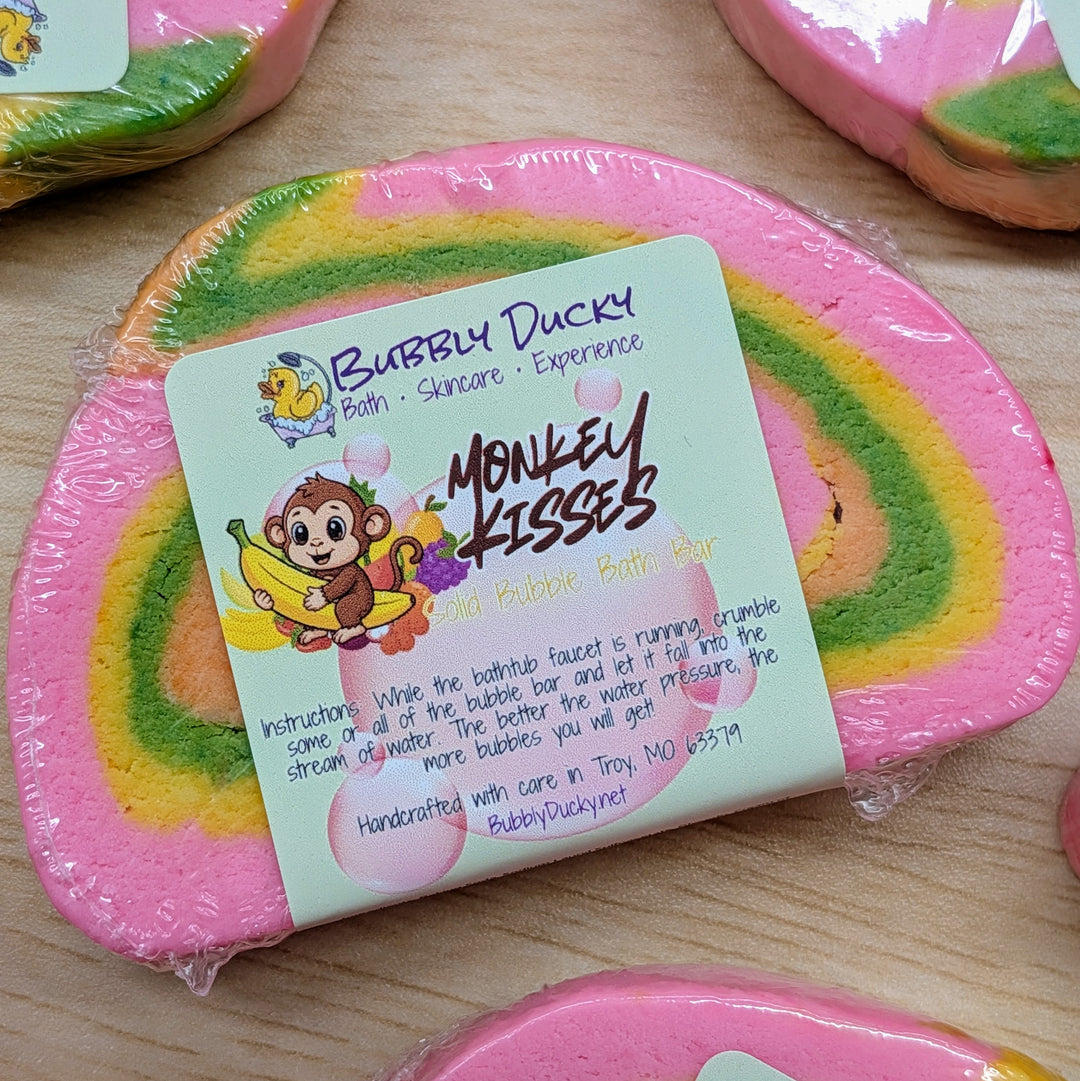 BUBBLY DUCKY
Bath • Skincare • Experience
MONKEY
KISSES
Solid Bubble Bath Bar
Instructions: While the bathtub faucet is running, crumble
some or all of the bubble bar and let it fall into the
stream of water. The better the water pressure, the
more bubbles you will get!
Handcrafted with care in Troy, MO 63379
BubblyDucky.net